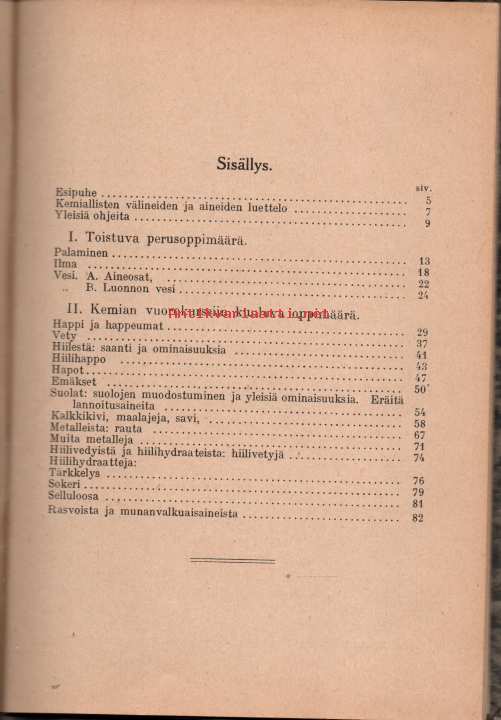 Sisällys.
siv.
Esipuhe 5
Kemiallisten välineiden ja aineiden luettelo 7
Yleisiä ohjeita 9
I. Toistuva perusoppimäärä.
Palaminen 13
Ilma 18
Vesi. A. Aineosat, 22
„ B. Luonnon vesi 24
II. Kemian kuuluva oppimäärä.
Happi ja happeumat 29
Vety 37
Hiilestä: saanti ja ominaisuuksia 41
Hiilihappo 43
Hapot 47
Emäkset 50
Suolat: suolojen muodostuminen ja yleisiä ominaisuuksia. Eräitä
lannoitusaineita 54
Kalkkikivi, maalajeja, savi, 58
Metalleista: rauta 67
Muita metalleja 71
Hiilivedyistä ja hiilihydraateista: hiilivetyjä 74
Hiilihydraatteja:
Tärkkelys 76
Sokeri 79
Selluloosa 81
Rasvoista ja munanvalkuaisaineista 82